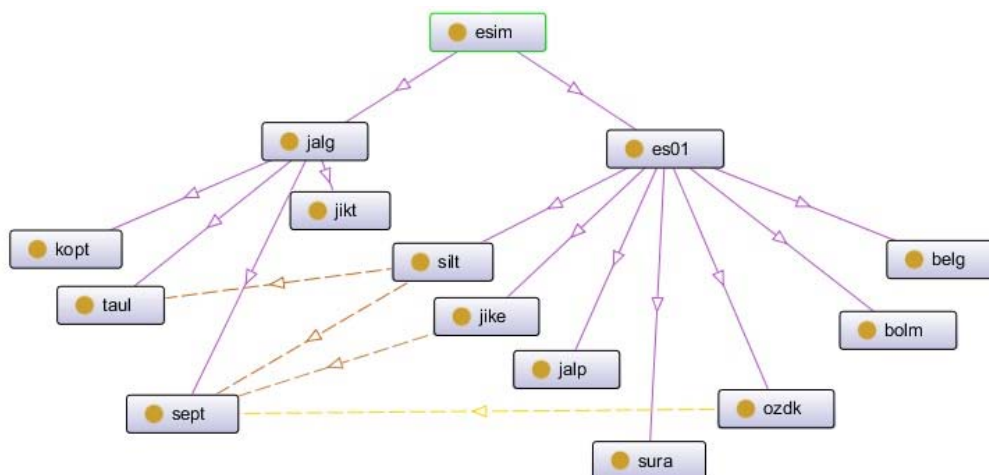 esim
jalg
es01
jikt
kopt
silt
belg
taul
jike
bolm
jalp
sept
ozdk
sura